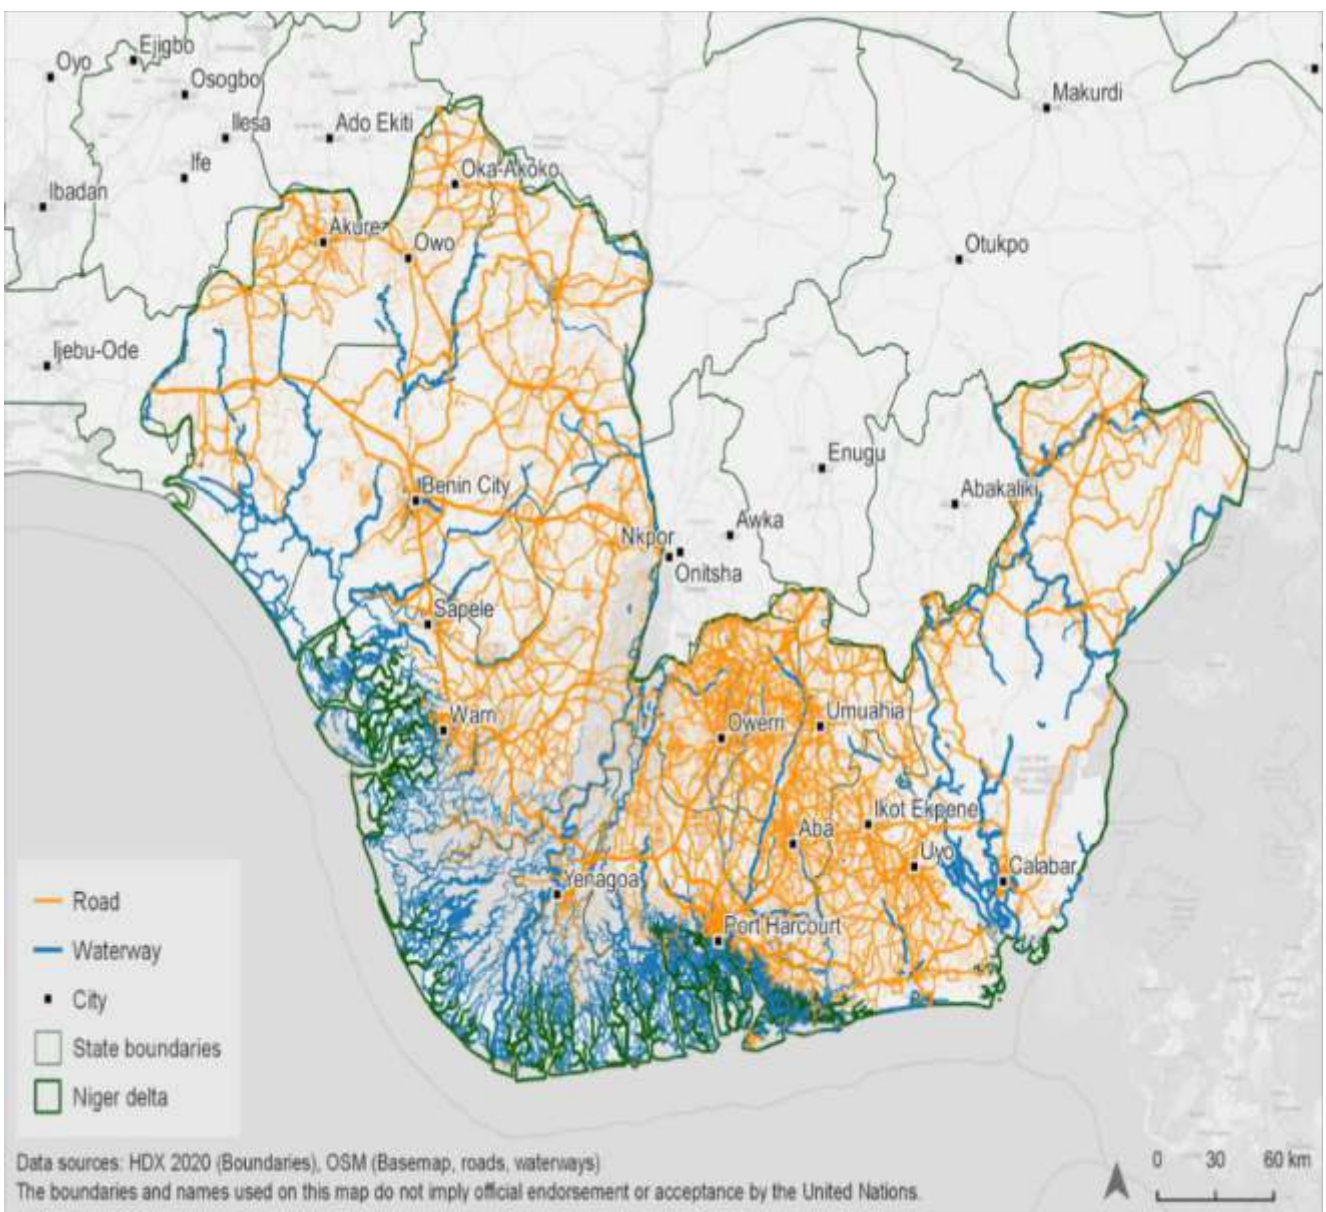 Ejigbo
Oyo
Osogbo
Makurdi
Ilesa
Ado Ekiti
Ife
Oka-Akoko
Ibadan
Akure
Owo
Otukpo
Ijebu-Ode
Enugu
Benin City
Abakaliki
Awka
Nkpor
Onitsha
Sapele
Warri
Owerri
Umuahia
Ikot Ekpene
Aba
Uyo
Calabar
Yenagoa
Port Harcourt
Road
Waterway
City
State boundaries
Niger delta
Data sources: HDX 2020 (Boundaries), OSM (Basemap, roads, waterways)
0 30 60 km
The boundaries and names used on this map do not imply official endorsement or acceptance by the United Nations.